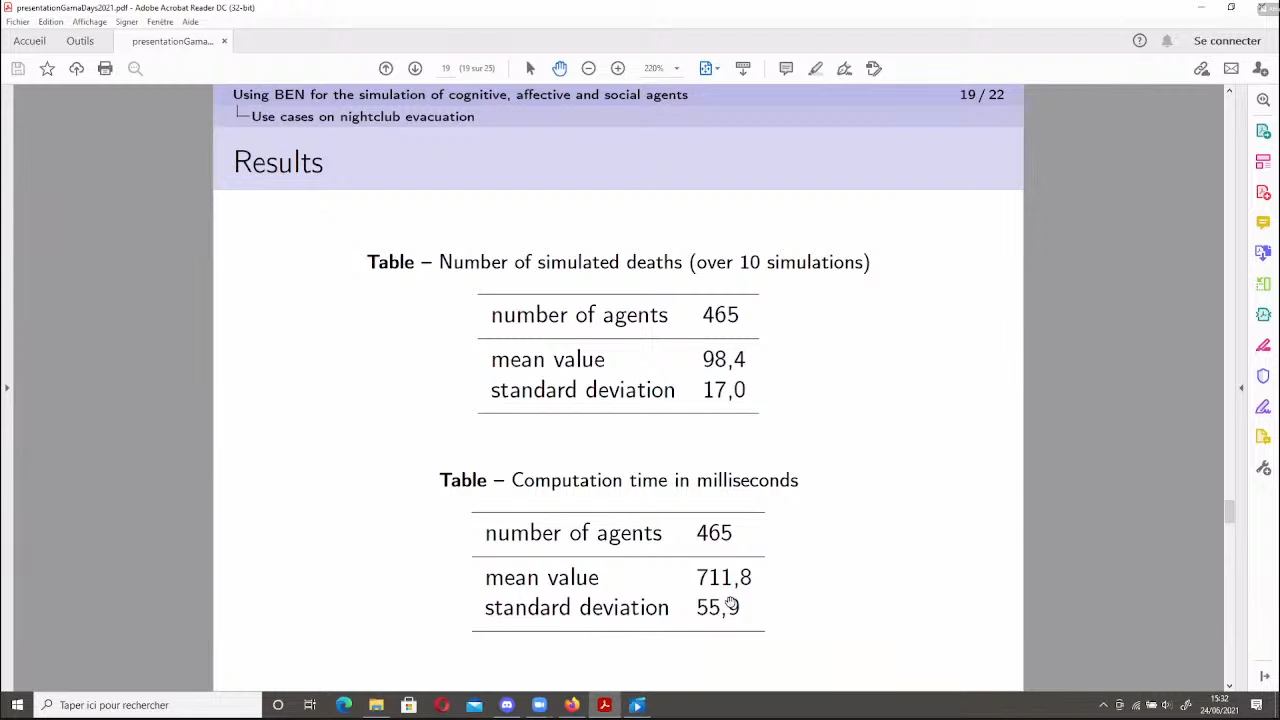 presentationGamaDays2021.pdf - Adobe Acrobat Reader DC (32-bit)
Fichier Edition Affichage Signer Fenêtre Aide
Accueil Outils presentationGama... × Se connecter
19 (19 sur 25) 220%
Using BEN for the simulation of cognitive, affective and social agents 19 / 22
Use cases on nightclub evacuation
Results
Table – Number of simulated deaths (over 10 simulations)
number of agents 465
mean value 98,4
standard deviation 17,0
Table – Computation time in milliseconds
number of agents 465
mean value 711,8
standard deviation 55,9
Taper ici pour rechercher
15:32
24/06/2021